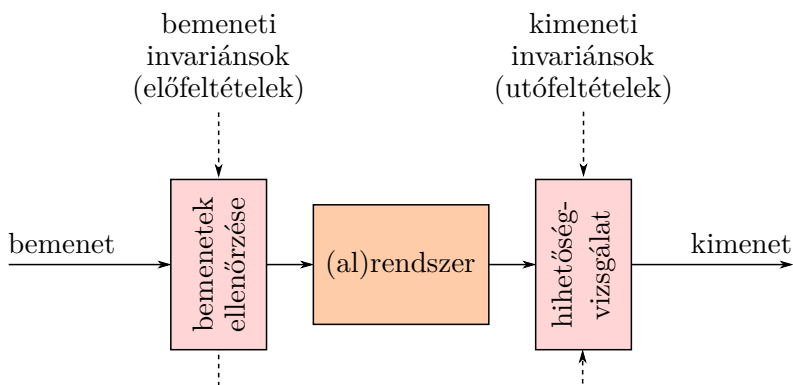 bemeneti
invariánsok
(előfeltételek)
kimeneti
invariánsok
(utófeltételek)
bemenet
bemenetek
ellenőrzése
(al)rendszer
hihetőség-
vizsgálat
kimenet